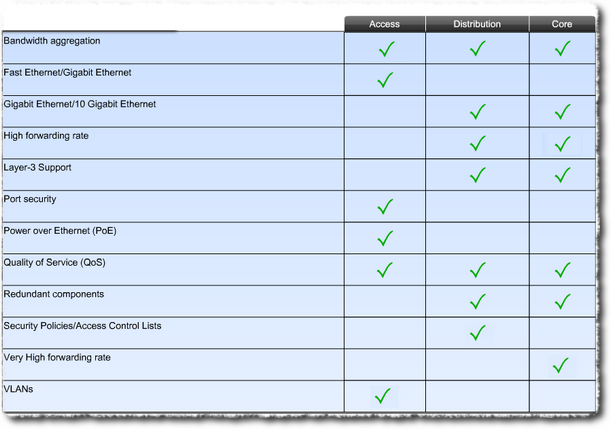 Access Distribution Core
Bandwidth aggregation
Fast Ethernet/Gigabit Ethernet
Gigabit Ethernet/10 Gigabit Ethernet
High forwarding rate
Layer-3 Support
Port security
Power over Ethernet (PoE)
Quality of Service (QoS)
Redundant components
Security Policies/Access Control Lists
Very High forwarding rate
VLANs